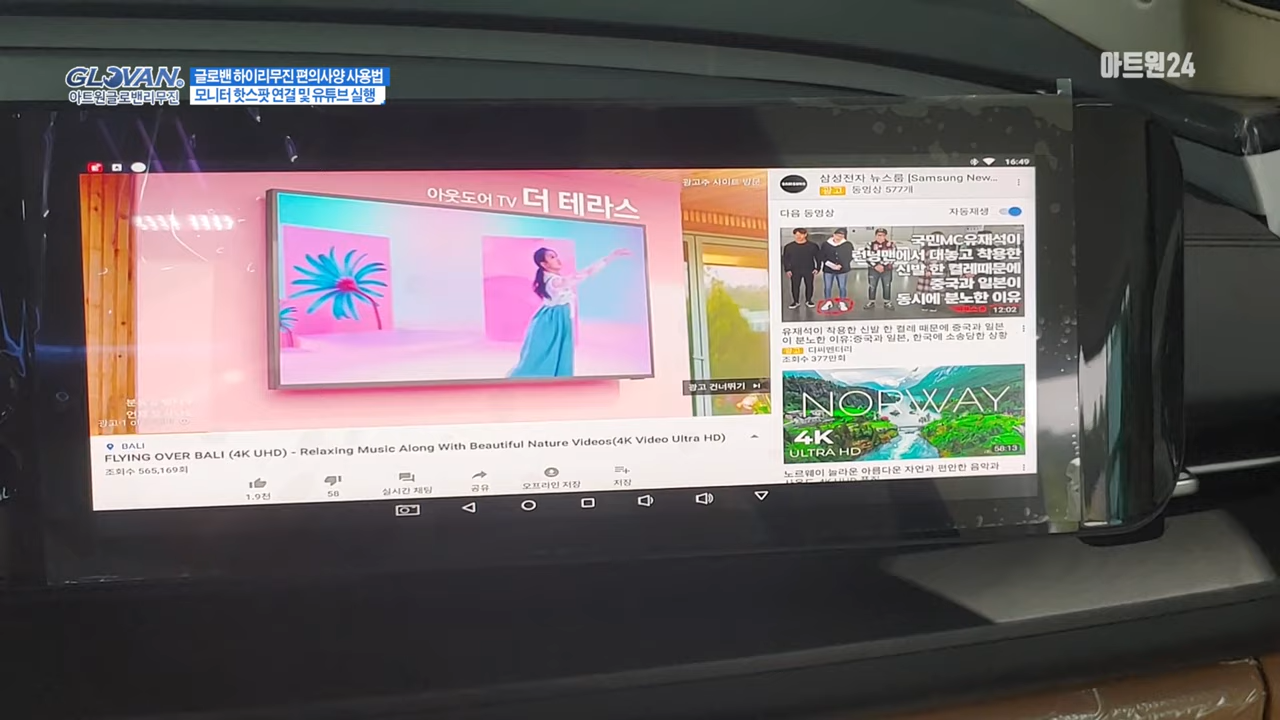 GLOVAN
아트원글로밴리무진
글로밴 하이리무진 편의사양 사용법
모니터 핫스팟 연결 및 유튜브 실행
아트원24
16:49
아웃도어 TV 더 테라스
광고주 사이트 방문
광고 건너뛰기
광고·1
BALI
FLYING OVER BALI (4K UHD) - Relaxing Music Along With Beautiful Nature Videos(4K Video Ultra HD)
조회수 565,169회
1.9천
58
실시간 채팅
공유
오프라인 저장
저장
SAMSUNG
삼성전자 뉴스룸 [Samsung New...
광고 동영상 577개
다음 동영상
자동재생
국민MC유재석이
런닝맨에서 대놓고 착용한
신발 한 켤레때문에
중국과 일본이
동시에 분노한 이유
12:02
유재석이 착용한 신발 한 켤레 때문에 중국과 일본
이 분노한 이유:중국과 일본, 한국에 소송당한 상황
광고 디씨멘터리
조회수 377만회
NORWAY
4K
ULTRA HD
58:13
노르웨이 놀라운 아름다운 자연과 편안한 음악과